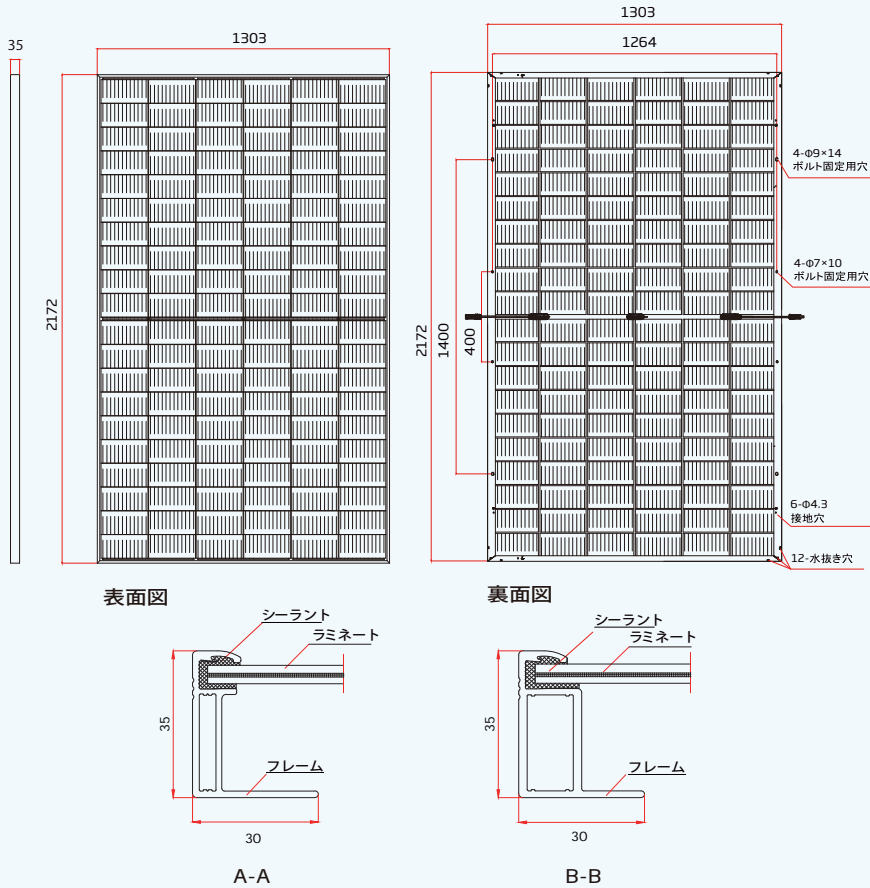 35
1303
2172
表面図
1303
1264
2172
1400
400
4-Φ9×14
ボルト固定用穴
4-Φ7×10
ボルト固定用穴
6-Φ4.3
接地穴
12-水抜き穴
裏面図
シーラント
ラミネート
35
フレーム
30
A-A
シーラント
ラミネート
35
フレーム
30
B-B